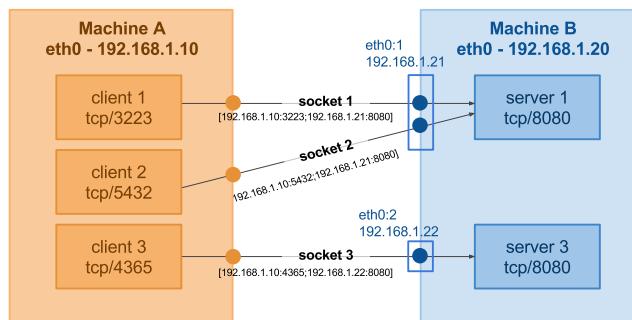 Machine A
eth0 - 192.168.1.10
client 1
tcp/3223
client 2
tcp/5432
client 3
tcp/4365
socket 1
[192.168.1.10:3223;192.168.1.21:8080]
socket 2
192.168.1.10:5432;192.168.1.21:8080]
socket 3
[192.168.1.10:4365;192.168.1.22:8080]
eth0:1
192.168.1.21
eth0:2
192.168.1.22
Machine B
eth0 - 192.168.1.20
server 1
tcp/8080
server 3
tcp/8080